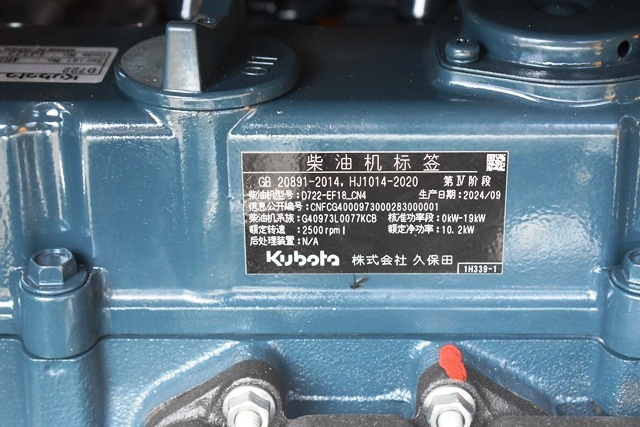 Kubota
D722
柴油机标签
GB 20891-2014, HJ1014-2020 第Ⅳ阶段
柴油机型号: D722-EF18_CN4 生产日期:2024/09
信息公开编号: CNFCG4000973000283000001
柴油机系族: G40973L0077KCB 核准功率段: 0kW-19kW
额定转速 : 2500rpm 额定净功率: 10.2kW
后处理装置: N/A
Kubota 株式会社 久保田
1H339-1